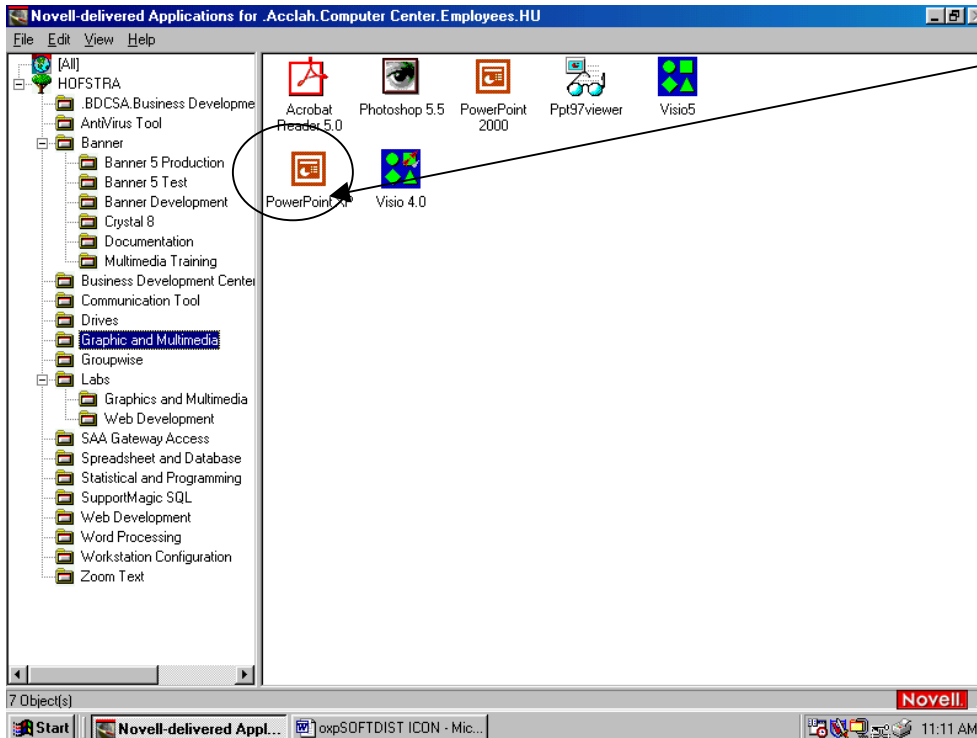 Novell-delivered Applications for .Acclah.Computer Center.Employees.HU
File Edit View Help
[All]
HOFSTRA
.BDCSA.Business Developme
AntiVirus Tool
Banner
Banner 5 Production
Banner 5 Test
Banner Development
Crystal 8
Documentation
Multimedia Training
Business Development Center
Communication Tool
Drives
Graphic and Multimedia
Groupwise
Labs
Graphics and Multimedia
Web Development
SAA Gateway Access
Spreadsheet and Database
Statistical and Programming
SupportMagic SQL
Web Development
Word Processing
Workstation Configuration
Zoom Text
Acrobat
Reader 5.0
Photoshop 5.5
PowerPoint
2000
Ppt97viewer
Visio5
PowerPoint XP
Visio 4.0
7 Object(s)
Novell.
Start
Novell-delivered Appl...
oxpSOFTDIST ICON - Mic...
11:11 AM